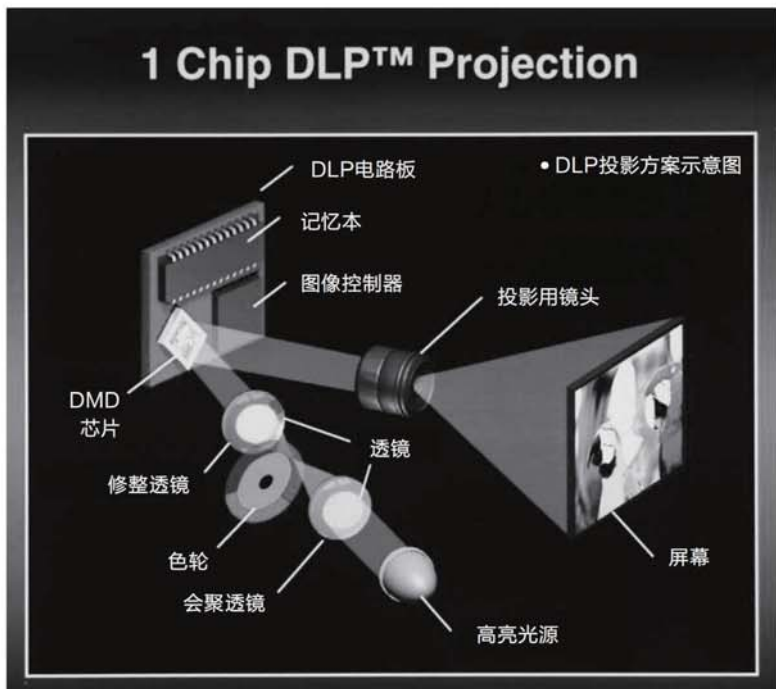 1 Chip DLP™ Projection
DLP电路板
• DLP投影方案示意图
记忆本
图像控制器
投影用镜头
DMD
芯片
透镜
修整透镜
色轮
屏幕
会聚透镜
高亮光源